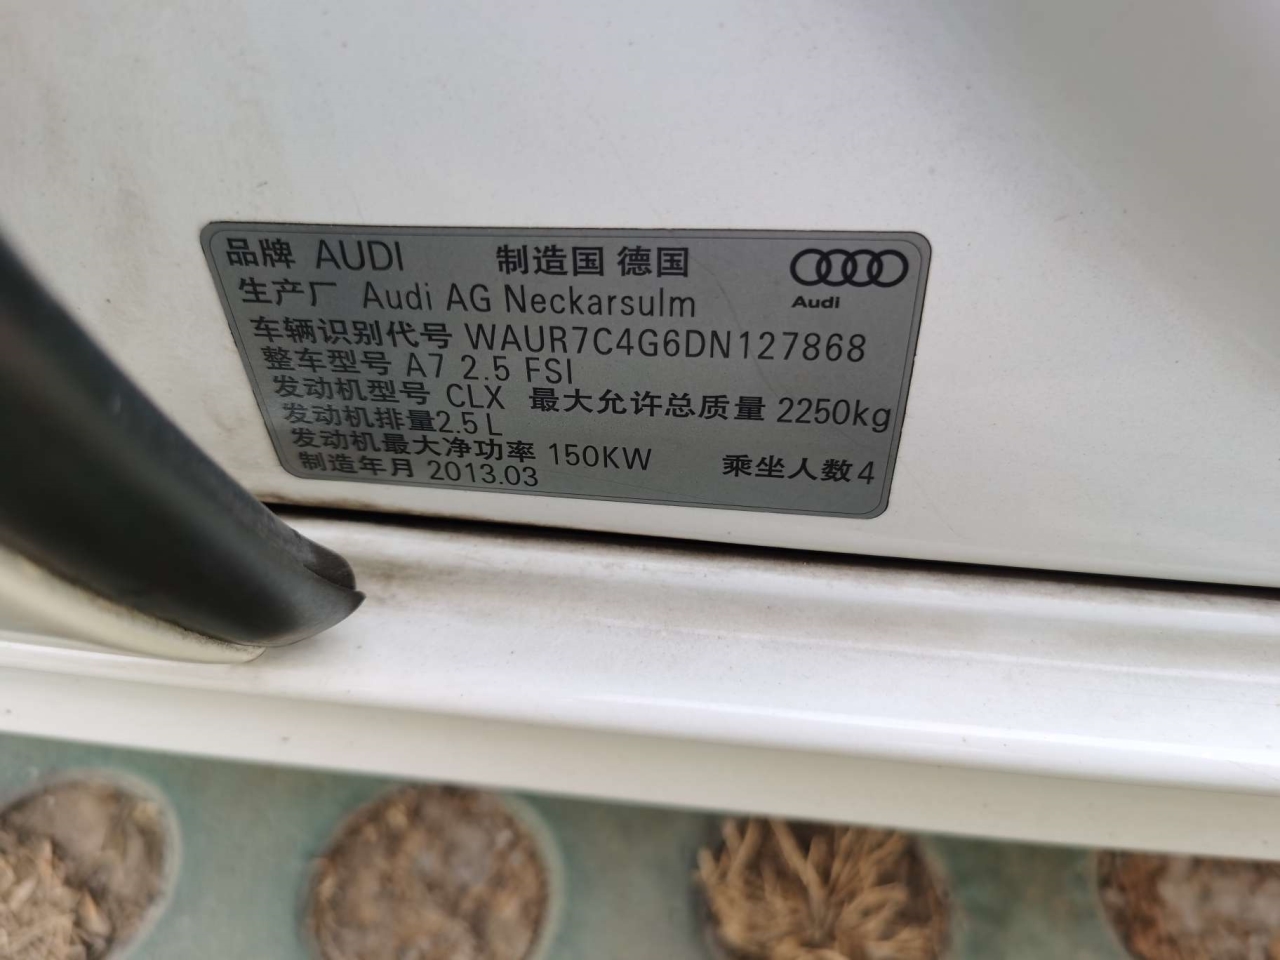 品牌 AUDI 制造国 德国
Audi
生产厂 Audi AG Neckarsulm
车辆识别代号 WAUR7C4G6DN127868
整车型号 A7 2.5 FSI
发动机型号 CLX 最大允许总质量 2250kg
发动机排量2.5L
发动机最大净功率 150KW 乘坐人数4
制造年月 2013.03